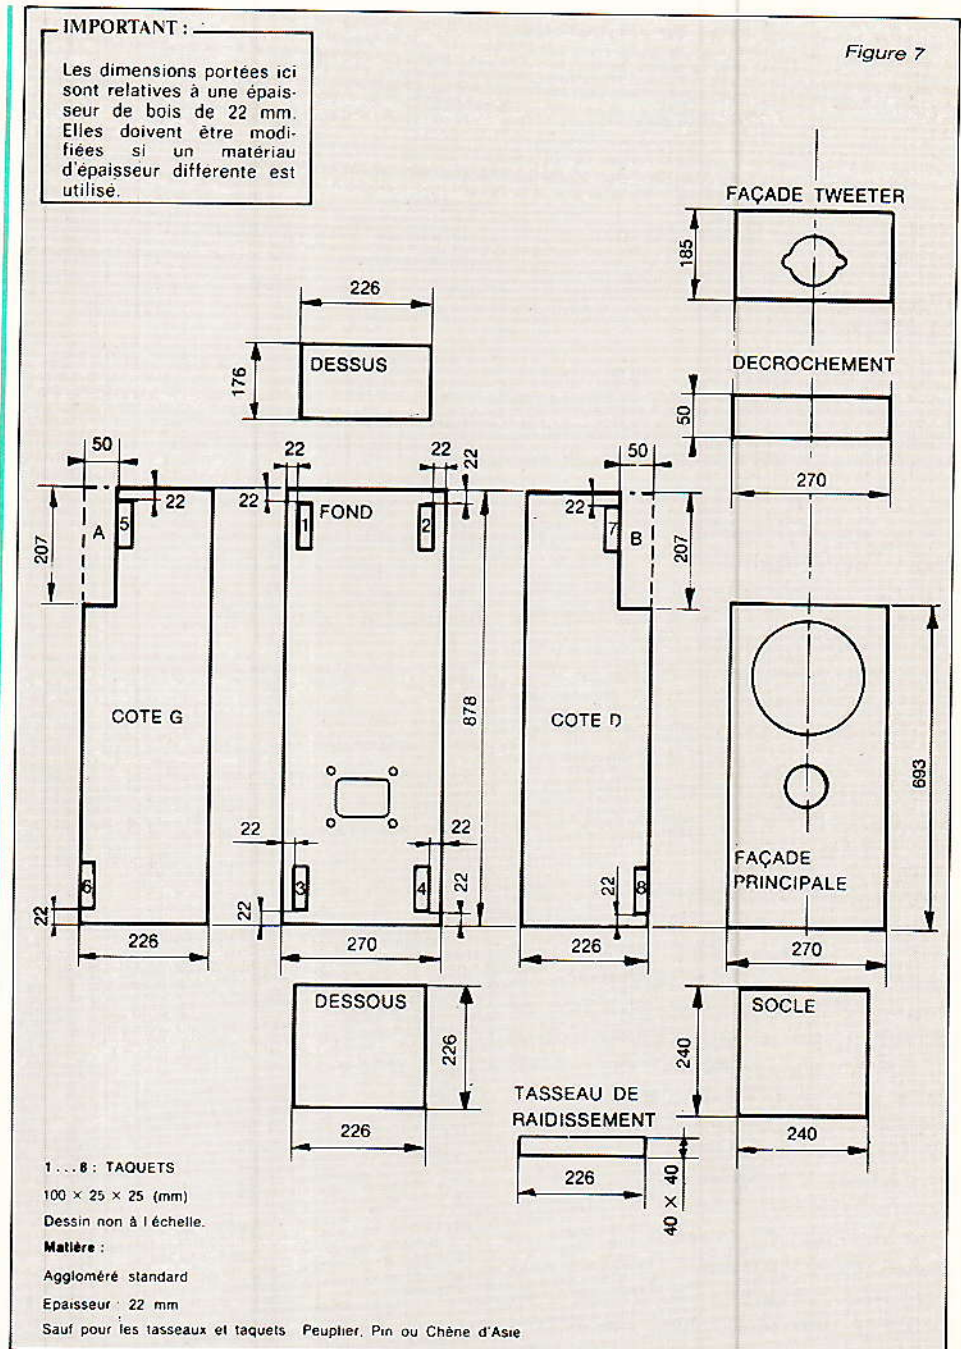 IMPORTANT :
Les dimensions portées ici
sont relatives à une épais-
seur de bois de 22 mm.
Elles doivent être modi-
fiées si un matériau
d'épaisseur differente est
utilisé.
Figure 7
FAÇADE TWEETER
185
226
DESSUS
176
DECROCHEMENT
50
270
50
22
22
22
50
22
22
22
5
A
207
FOND
1
2
7
B
207
COTE G
878
COTE D
693
FAÇADE
PRINCIPALE
22
22
6
3
4
8
22
22
22
22
226
270
226
270
DESSOUS
226
226
SOCLE
240
240
TASSEAU DE
RAIDISSEMENT
226
40 × 40
1...8 : TAQUETS
100 × 25 × 25 (mm)
Dessin non à l échelle.
Matière :
Aggloméré standard
Epaisseur : 22 mm
Sauf pour les tasseaux et taquets Peuplier, Pin ou Chène d'Asie